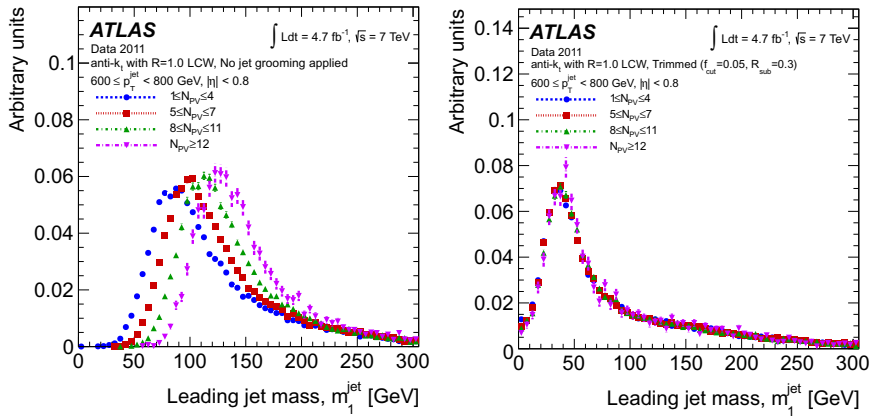 Arbitrary units
ATLAS
∫ Ldt = 4.7 fb⁻¹, √s = 7 TeV
Data 2011
anti-k_t with R=1.0 LCW, No jet grooming applied
600 ≤ p_T^jet < 800 GeV, |η| < 0.8
1≤N_PV≤4
5≤N_PV≤7
8≤N_PV≤11
N_PV≥12
0.1
0.08
0.06
0.04
0.02
0
0 50 100 150 200 250 300
Leading jet mass, m_1^jet [GeV]
Arbitrary units
ATLAS
∫ Ldt = 4.7 fb⁻¹, √s = 7 TeV
Data 2011
anti-k_t with R=1.0 LCW, Trimmed (f_cut=0.05, R_sub=0.3)
600 ≤ p_T^jet < 800 GeV, |η| < 0.8
1≤N_PV≤4
5≤N_PV≤7
8≤N_PV≤11
N_PV≥12
0.14
0.12
0.1
0.08
0.06
0.04
0.02
0
0 50 100 150 200 250 300
Leading jet mass, m_1^jet [GeV]